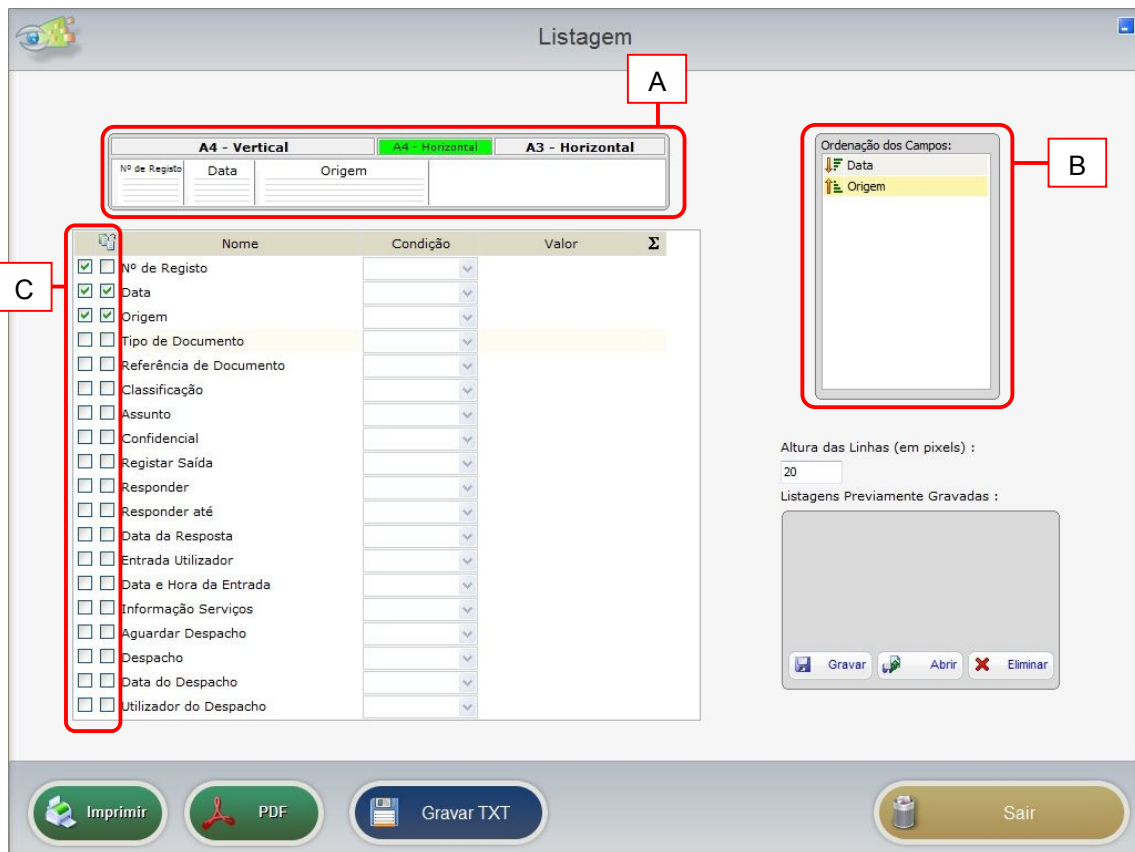 Listagem
A
A4 - Vertical A4 - Horizontal A3 - Horizontal
Nº de Registo Data Origem
Ordenação dos Campos:
Data
Origem
B
C
Nome Condição Valor Σ
Nº de Registo
Data
Origem
Tipo de Documento
Referência de Documento
Classificação
Assunto
Confidencial
Registar Saída
Responder
Responder até
Data da Resposta
Entrada Utilizador
Data e Hora da Entrada
Informação Serviços
Aguardar Despacho
Despacho
Data do Despacho
Utilizador do Despacho
Altura das Linhas (em pixels) :
20
Listagens Previamente Gravadas :
Gravar Abrir Eliminar
Imprimir PDF Gravar TXT Sair